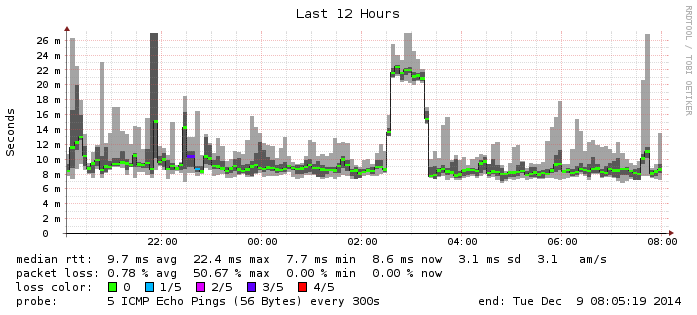 Last 12 Hours
RRDTOOL / TOBI OETIKER
Seconds
26 m
24 m
22 m
20 m
18 m
16 m
14 m
12 m
10 m
8 m
6 m
4 m
2 m
0
22:00 00:00 02:00 04:00 06:00 08:00
median rtt: 9.7 ms avg 22.4 ms max 7.7 ms min 8.6 ms now 3.1 ms sd 3.1 am/s
packet loss: 0.78 % avg 50.67 % max 0.00 % min 0.00 % now
loss color: 0 1/5 2/5 3/5 4/5
probe: 5 ICMP Echo Pings (56 Bytes) every 300s end: Tue Dec 9 08:05:19 2014